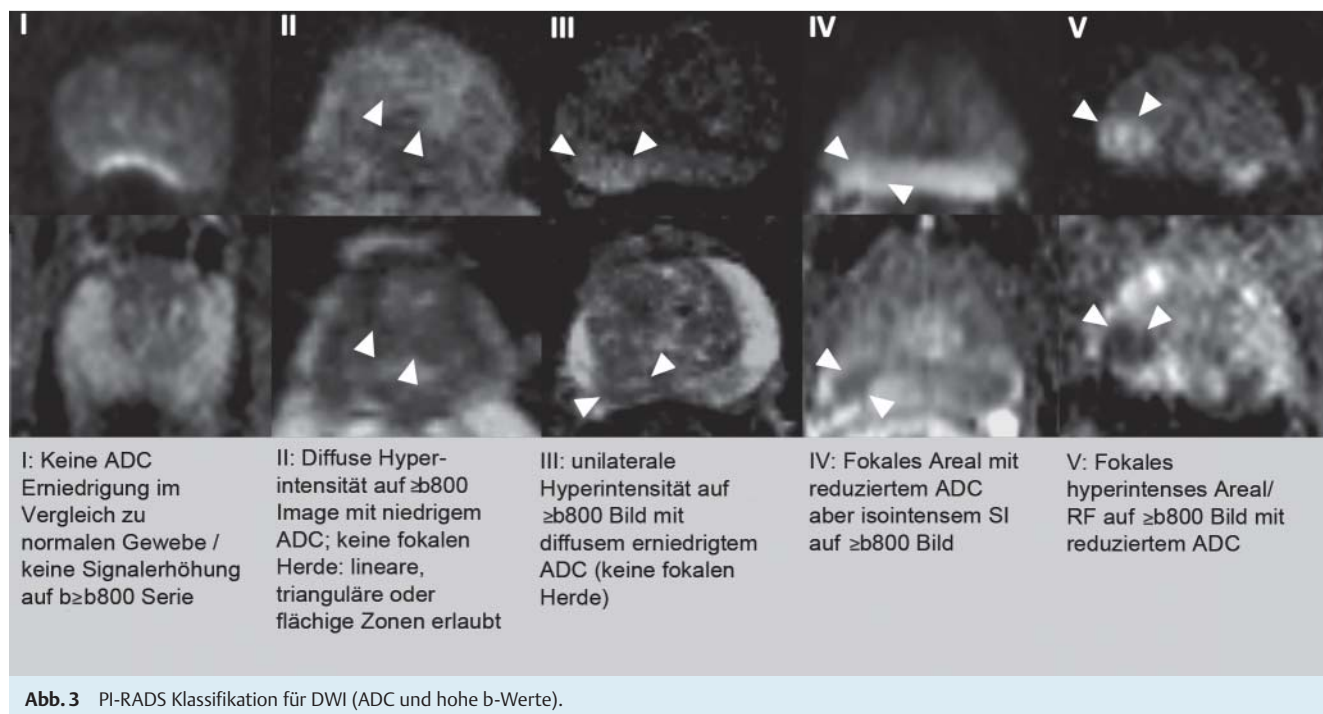 I
II
III
IV
V
I: Keine ADC
Erniedrigung im
Vergleich zu
normalen Gewebe /
keine Signalerhöhung
auf b≥b800 Serie
II: Diffuse Hyper-
intensität auf ≥b800
Image mit niedrigem
ADC; keine fokalen
Herde: lineare,
trianguläre oder
flächige Zonen erlaubt
III: unilaterale
Hyperintensität auf
≥b800 Bild mit
diffusem erniedrigtem
ADC (keine fokalen
Herde)
IV: Fokales Areal mit
reduziertem ADC
aber isointensem SI
auf ≥b800 Bild
V: Fokales
hyperintenses Areal/
RF auf ≥b800 Bild mit
reduziertem ADC
Abb. 3 PI-RADS Klassifikation für DWI (ADC und hohe b-Werte).